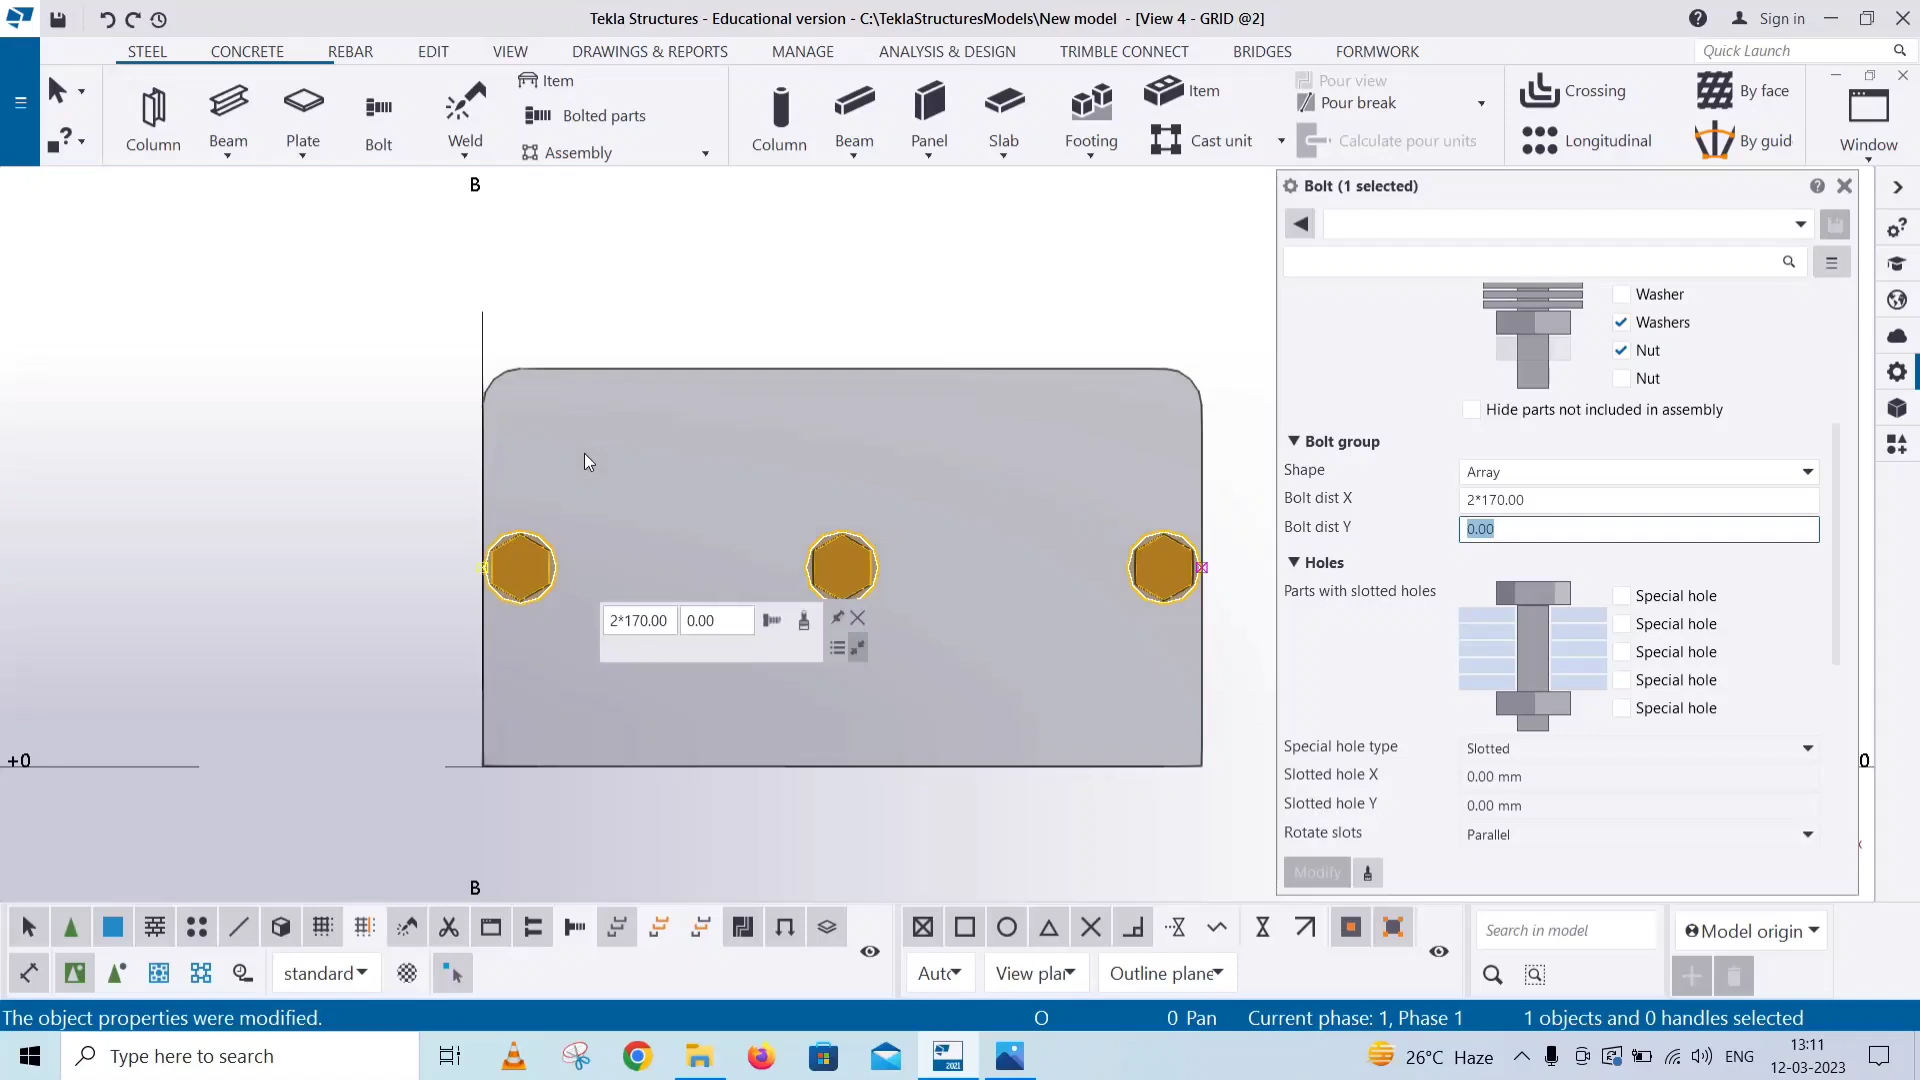 Tekla Structures - Educational version - C:\TeklaStructuresModels\New model - [View 4 - GRID @2]
Sign in
STEEL CONCRETE REBAR EDIT VIEW DRAWINGS & REPORTS MANAGE ANALYSIS & DESIGN TRIMBLE CONNECT BRIDGES FORMWORK
Quick Launch
Column Beam Plate Bolt Weld
Item
Bolted parts
Assembly
Column Beam Panel Slab Footing
Item
Cast unit
Pour view
Pour break
Calculate pour units
Crossing
Longitudinal
By face
By guid
Window
B
Bolt (1 selected)
Washer
Washers
Nut
Nut
Hide parts not included in assembly
Bolt group
Shape Array
Bolt dist X 2*170.00
Bolt dist Y 0.00
Holes
Parts with slotted holes
Special hole
Special hole
Special hole
Special hole
Special hole
Special hole type Slotted
Slotted hole X 0.00 mm
Slotted hole Y 0.00 mm
Rotate slots Parallel
Modify
2*170.00 0.00
+0
0
B
standard
Auto
View plan
Outline plane
Search in model
Model origin
The object properties were modified.
O 0 Pan Current phase: 1, Phase 1 1 objects and 0 handles selected
Type here to search
2021
26°C Haze
ENG
13:11
12-03-2023